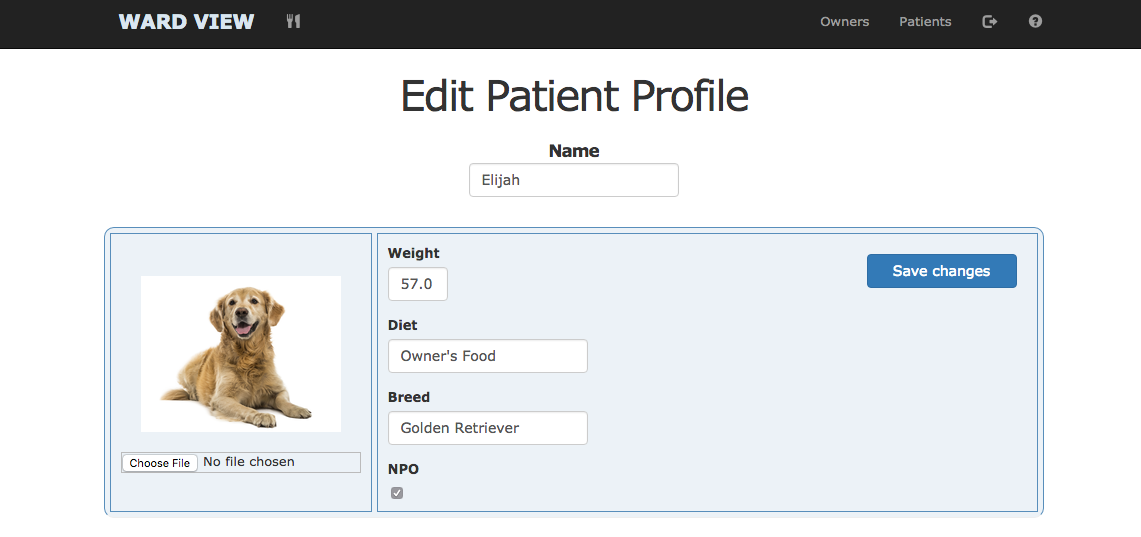 WARD VIEW Owners Patients
Edit Patient Profile
Name
Elijah
Weight
57.0
Save changes
Diet
Owner's Food
Breed
Golden Retriever
Choose File No file chosen
NPO